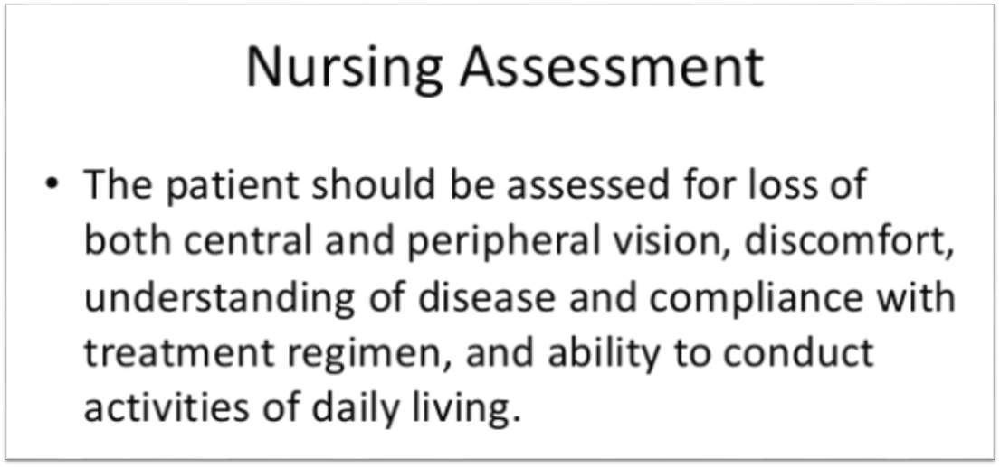 Nursing Assessment
• The patient should be assessed for loss of
both central and peripheral vision, discomfort,
understanding of disease and compliance with
treatment regimen, and ability to conduct
activities of daily living.